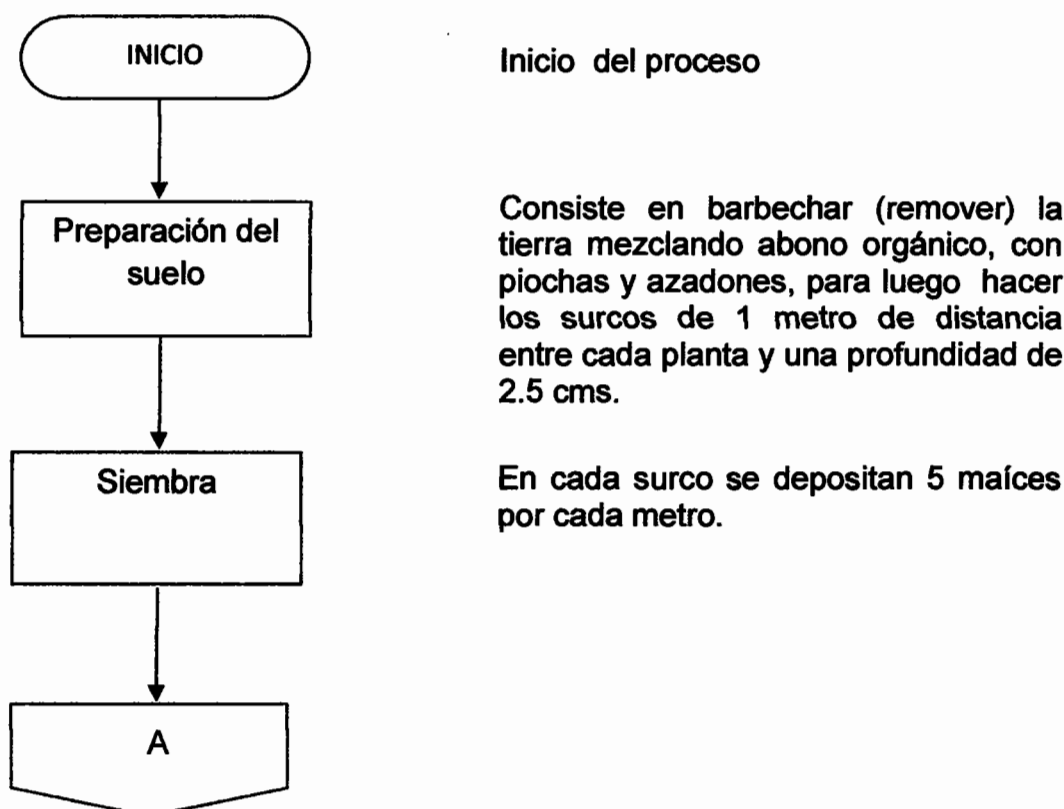 INICIO
Inicio del proceso
Preparación del
suelo
Consiste en barbechar (remover) la
tierra mezclando abono orgánico, con
piochas y azadones, para luego hacer
los surcos de 1 metro de distancia
entre cada planta y una profundidad de
2.5 cms.
Siembra
En cada surco se depositan 5 maíces
por cada metro.
A